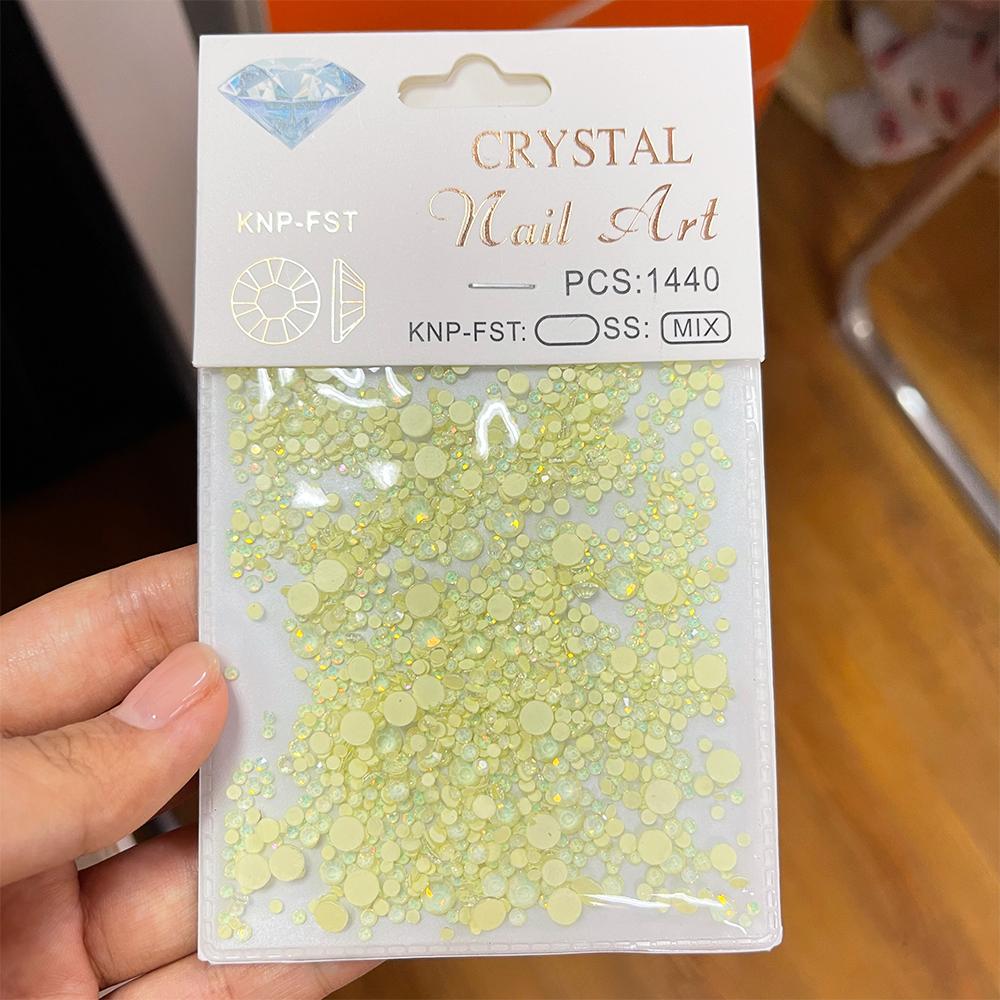 CRYSTAL
KNP-FST
Nail Art
PCS:1440
KNP-FST: SS: MIX